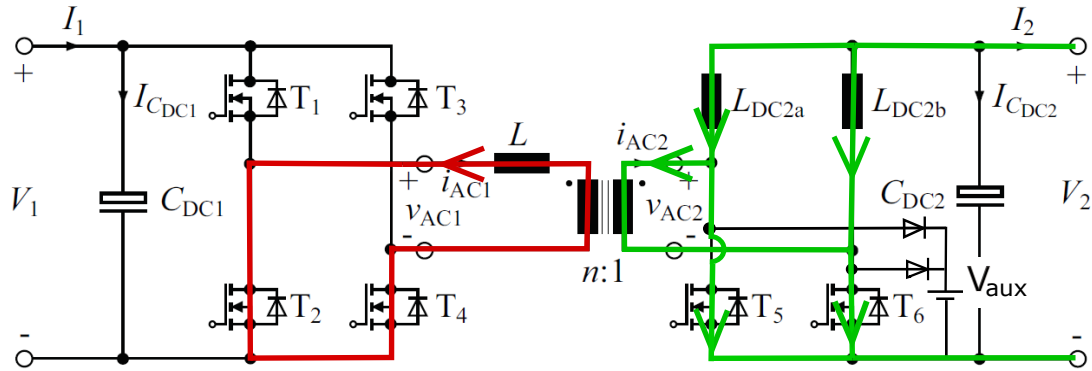 I1
I2
+
+
ICDC1
T1
T3
LDC2a
LDC2b
ICDC2
L
iAC2
iAC1
+
+
V1
CDC1
vAC1
vAC2
CDC2
V2
-
-
n:1
Vaux
T2
T4
T5
T6
-
-